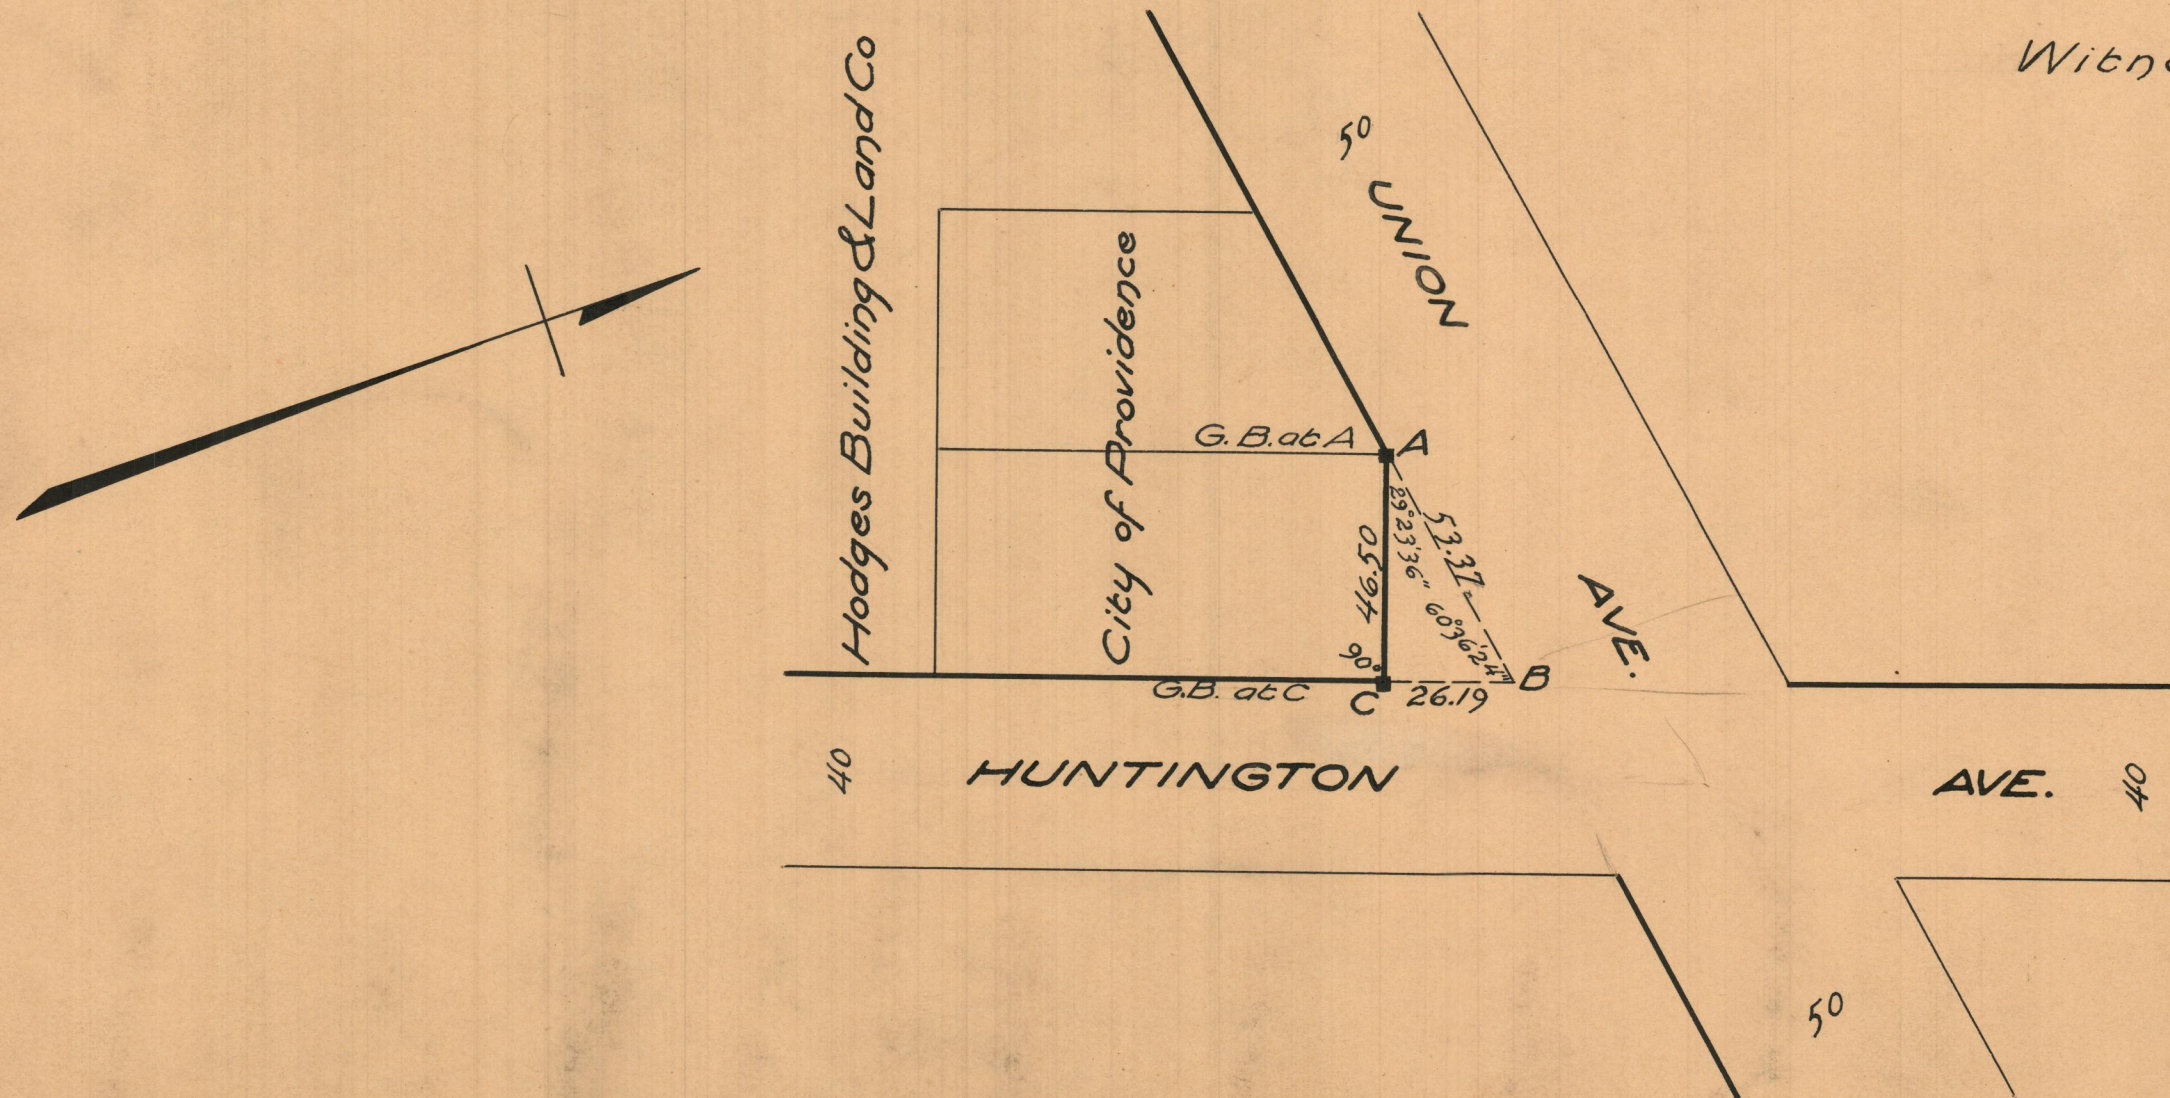 Hodges Building & Land Co
City of Providence
50
UNION
AVE.
G.B. at A
A
29°23'36"
53.37
46.50
60°36'24"
90°
B
G.B. at C
C
26.19
40
HUNTINGTON
AVE.
40
50